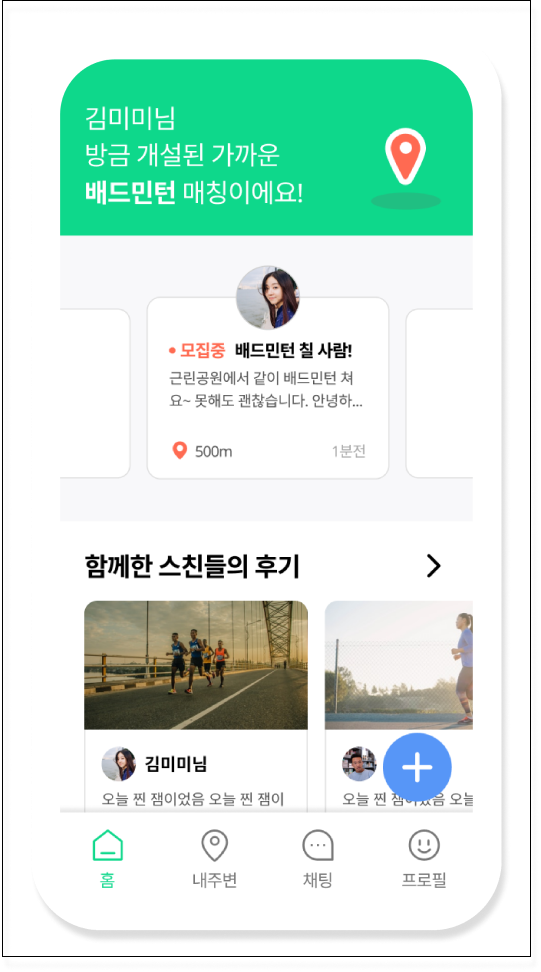 김미미님
방금 개설된 가까운
배드민턴 매칭이에요!
모집중 배드민턴 칠 사람!
근린공원에서 같이 배드민턴 쳐
요~ 못해도 괜찮습니다. 안녕하...
500m 1분전
함께한 스친들의 후기
김미미님
오늘 찐 잼이었음 오늘 찐 잼이
오늘 찐 잼이었음 오늘
홈 내주변 채팅 프로필